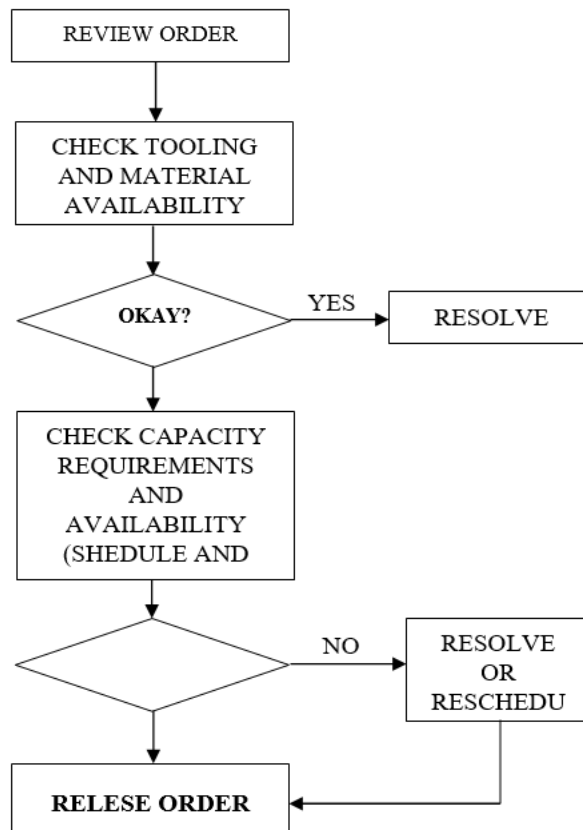 REVIEW ORDER
CHECK TOOLING
AND MATERIAL
AVAILABILITY
OKAY?
YES
RESOLVE
CHECK CAPACITY
REQUIREMENTS
AND
AVAILABILITY
(SHEDULE AND
NO
RESOLVE
OR
RESCHEDU
RELESE ORDER